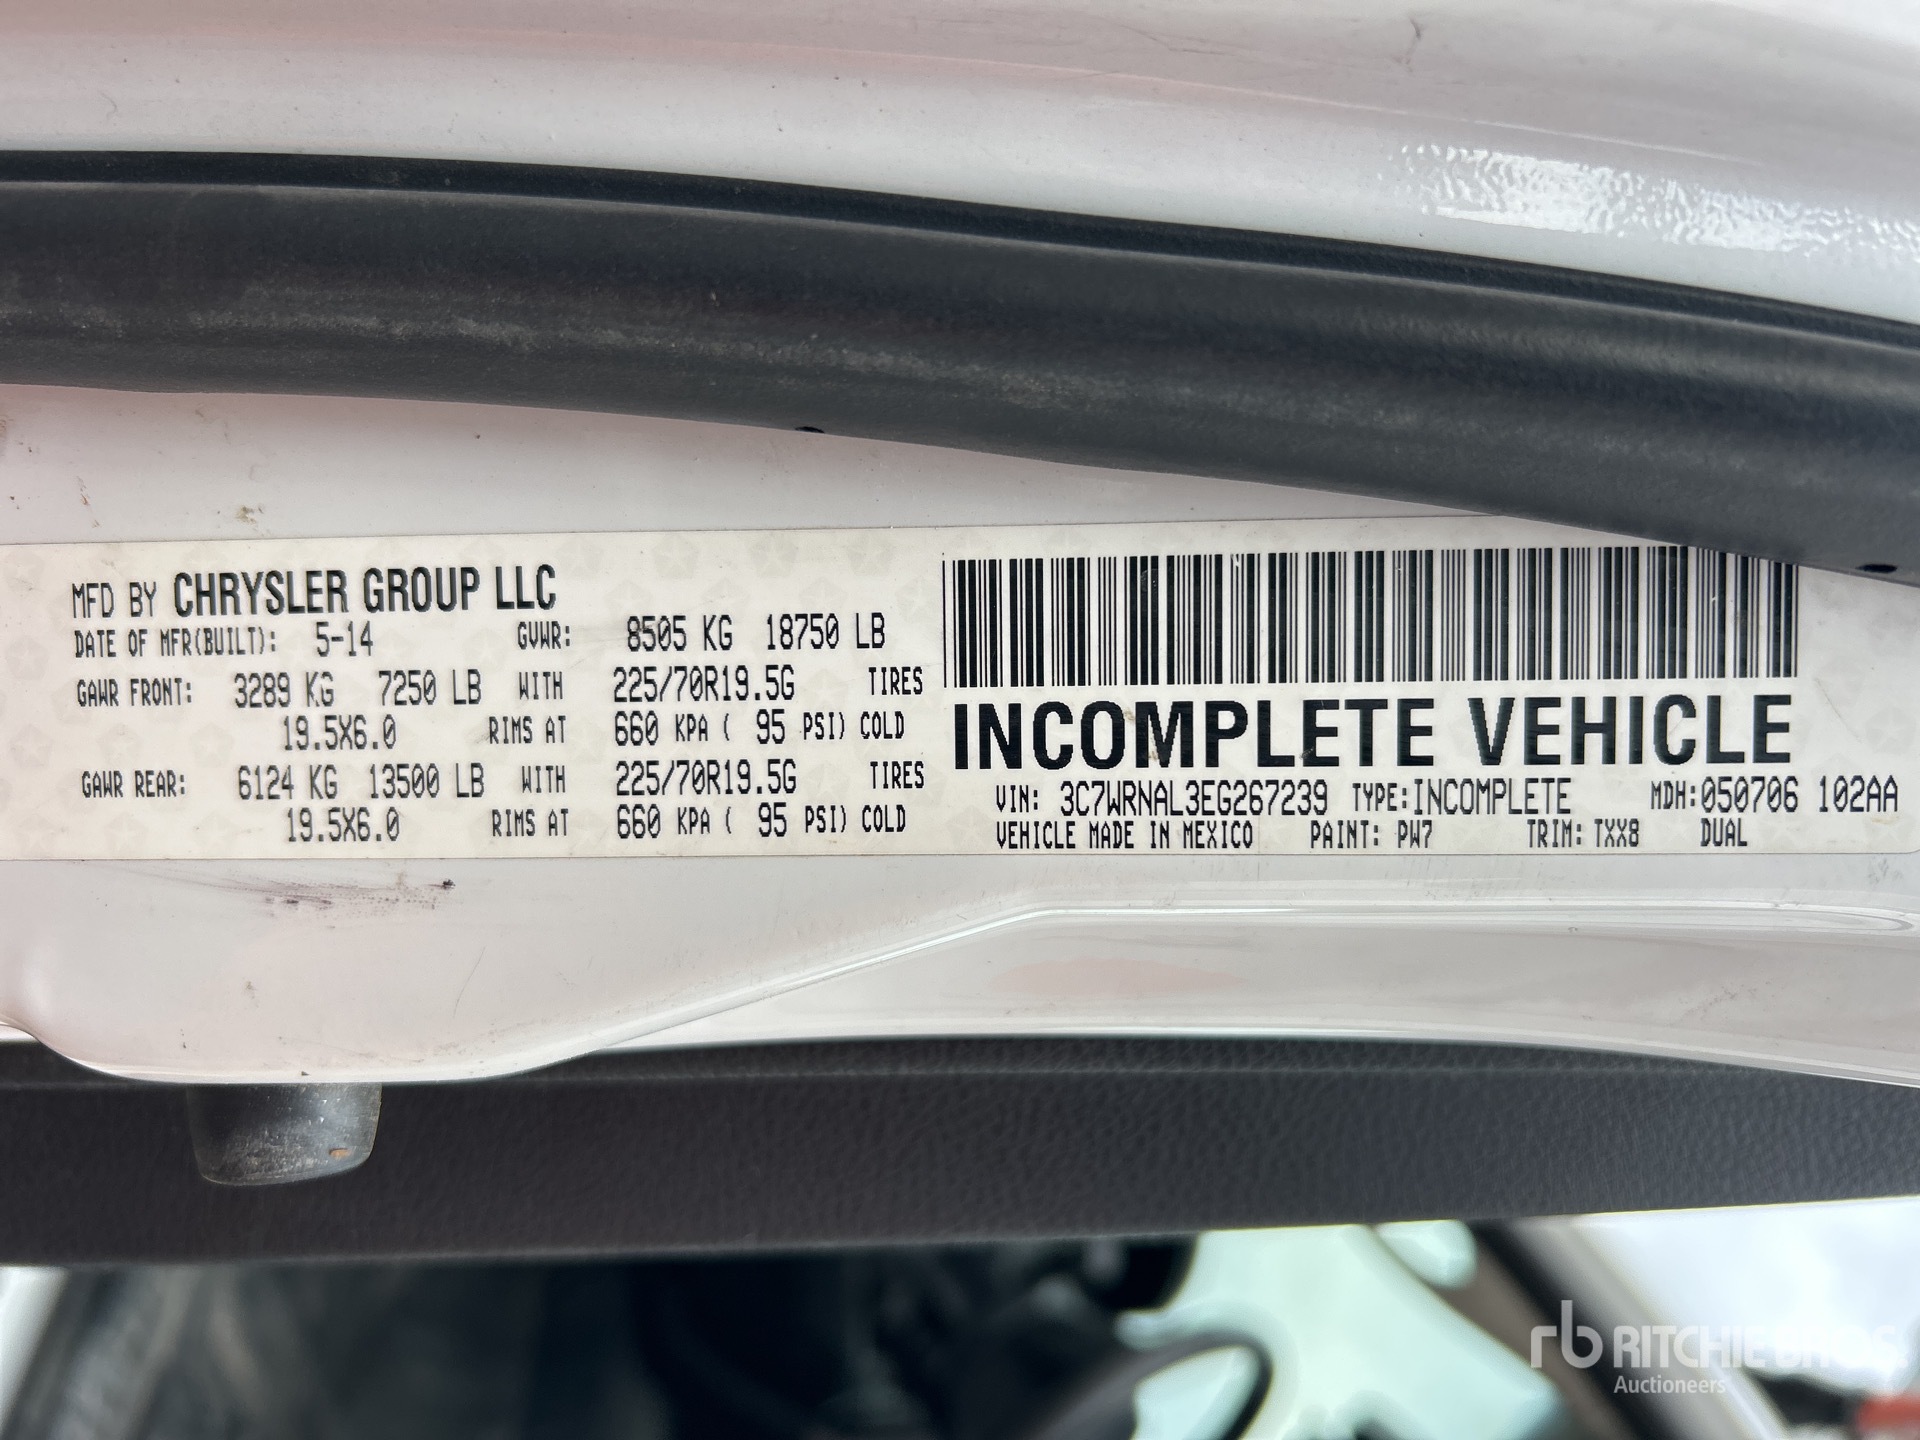 MFD BY CHRYSLER GROUP LLC
DATE OF MFR(BUILT): 5-14 GVWR: 8505 KG 18750 LB
GAWR FRONT: 3289 KG 7250 LB WITH 225/70R19.5G TIRES
19.5X6.0 RIMS AT 660 KPA ( 95 PSI) COLD
GAWR REAR: 6124 KG 13500 LB WITH 225/70R19.5G TIRES
19.5X6.0 RIMS AT 660 KPA ( 95 PSI) COLD
INCOMPLETE VEHICLE
VIN: 3C7WRNAL3EG267239 TYPE:INCOMPLETE MDH:050706 102AA
VEHICLE MADE IN MEXICO PAINT: PW7 TRIM: TXX8 DUAL
rb RITCHIE BROS.
Auctioneers